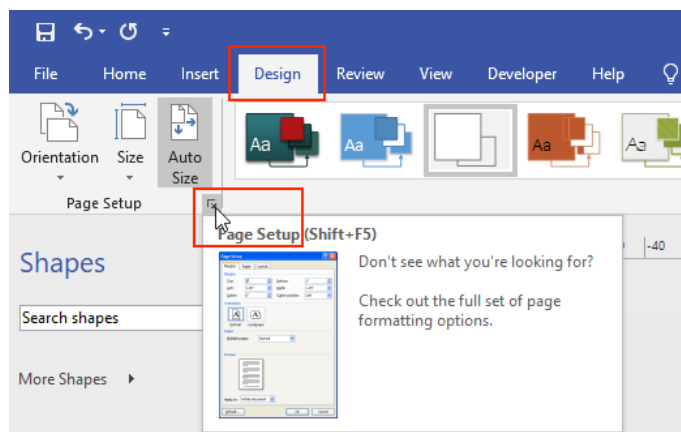 File Home Insert Design Review View Developer Help
Orientation Size Auto Size
Aa Aa Aa Aa
Page Setup
Page Setup (Shift+F5)
-40
Shapes
Don't see what you're looking for?
Search shapes
Check out the full set of page
formatting options.
More Shapes